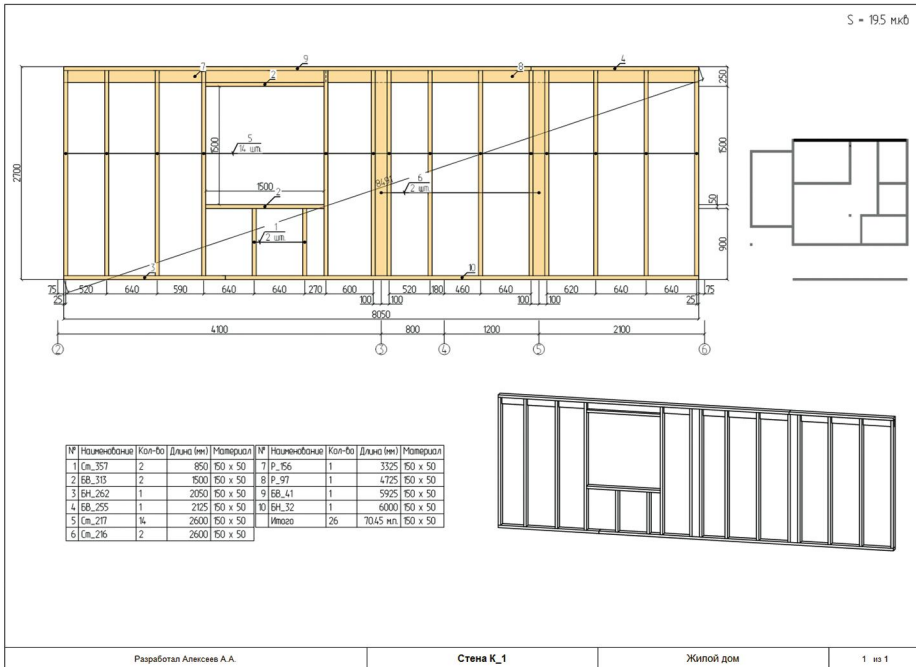 S = 19.5 м.кв
9
4
7
2
8
250
2700
5
14 шт.
1500
1500
8491
6
2 шт.
1500
2
50
1
2 шт.
900
3
10
75 520 640 590 640 640 270 600 520 180 460 640 620 640 640 75
25 100 100 100 100 25
8050
4100 800 1200 2100
2 3 4 5 6
№ Наименование Кол-во Длина (мм) Материал № Наименование Кол-во Длина (мм) Материал
1 Ст_357 2 850 150 x 50 7 Р_156 1 3325 150 x 50
2 БВ_313 2 1500 150 x 50 8 Р_97 1 4725 150 x 50
3 БН_262 1 2050 150 x 50 9 БВ_41 1 5925 150 x 50
4 БВ_255 1 2125 150 x 50 10 БН_32 1 6000 150 x 50
5 Ст_217 14 2600 150 x 50 Итого 26 70.45 м.п. 150 x 50
6 Ст_216 2 2600 150 x 50
Разработал Алексеев А.А. Стена К_1 Жилой дом 1 из 1